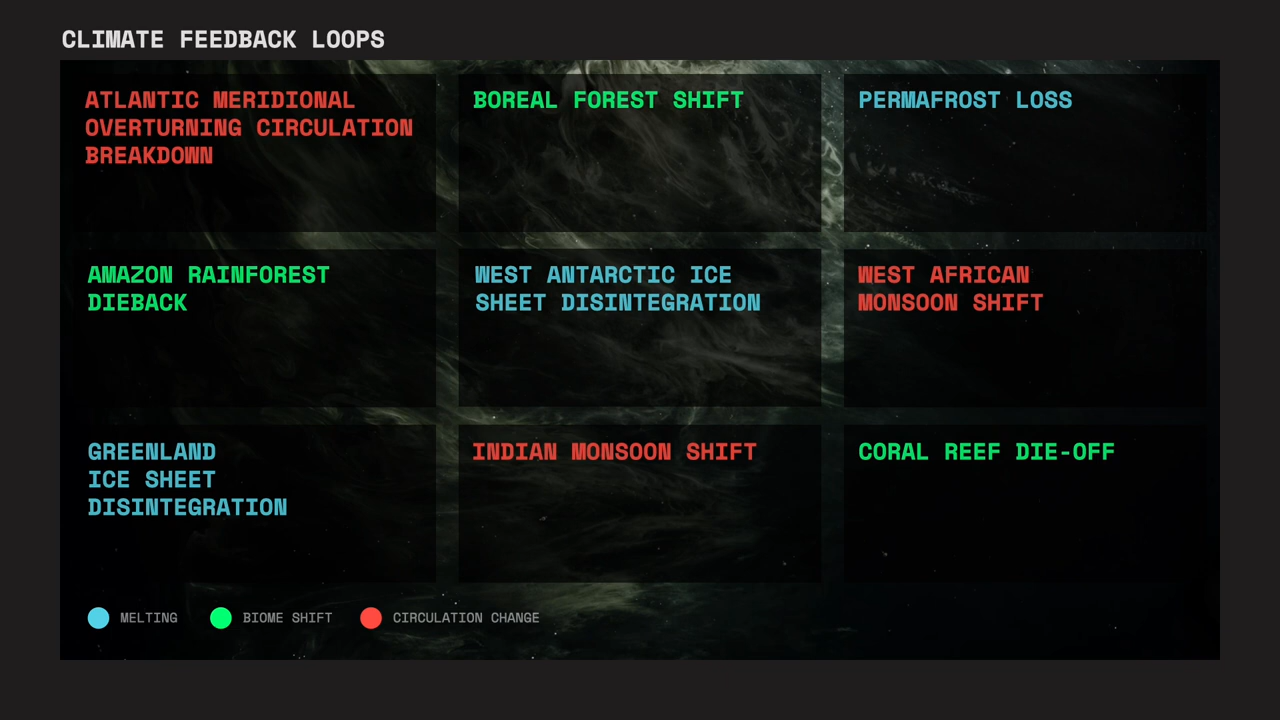 CLIMATE FEEDBACK LOOPS
ATLANTIC MERIDIONAL
OVERTURNING CIRCULATION
BREAKDOWN
BOREAL FOREST SHIFT
PERMAFROST LOSS
AMAZON RAINFOREST
DIEBACK
WEST ANTARCTIC ICE
SHEET DISINTEGRATION
WEST AFRICAN
MONSOON SHIFT
GREENLAND
ICE SHEET
DISINTEGRATION
INDIAN MONSOON SHIFT
CORAL REEF DIE-OFF
MELTING
BIOME SHIFT
CIRCULATION CHANGE